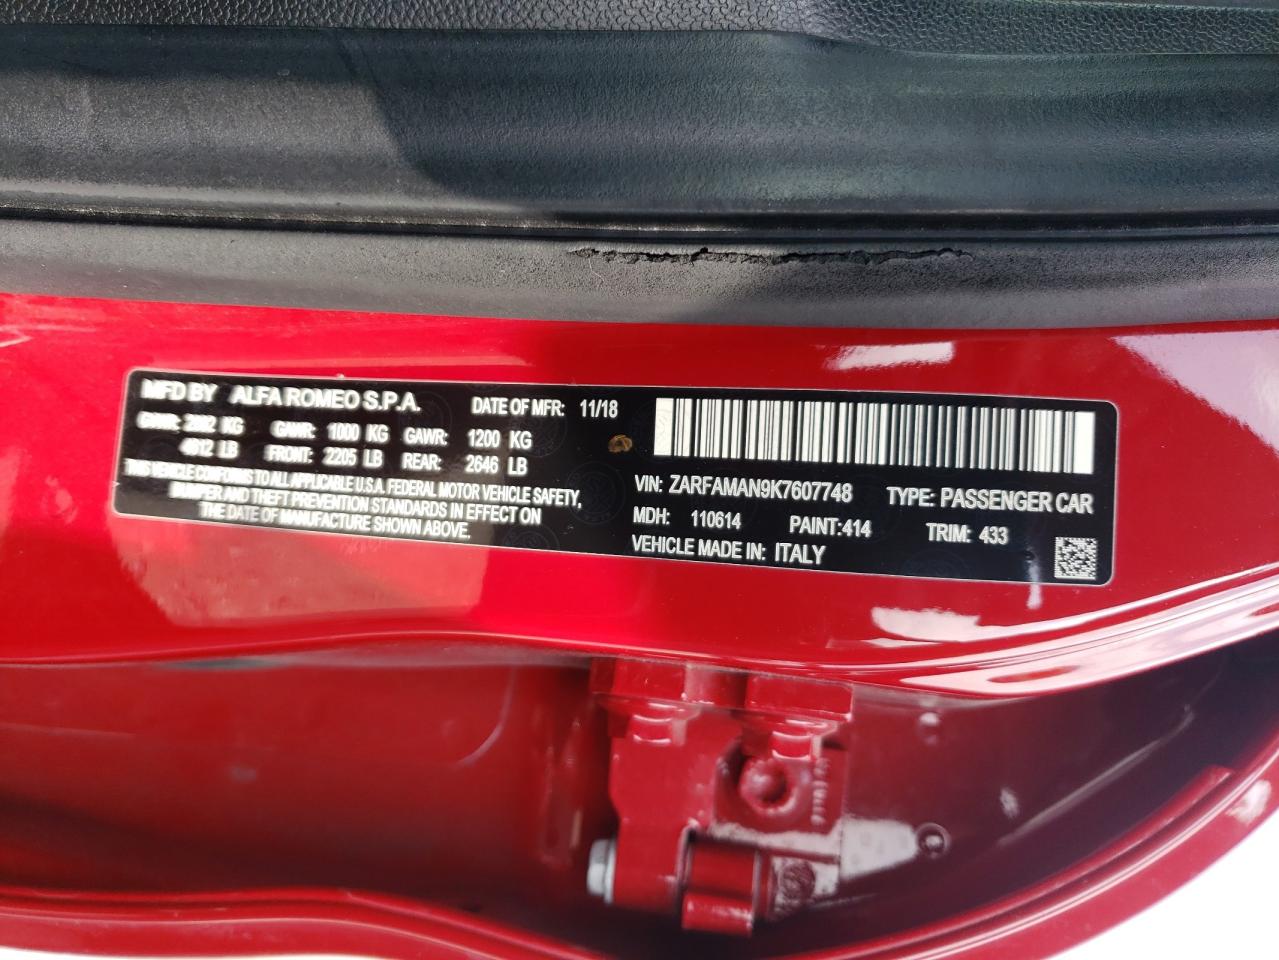 MFD BY ALFA ROMEO S.P.A. DATE OF MFR: 11/18
GVWR: KG GAWR: 1000 KG GAWR: 1200 KG
LB FRONT: 2205 LB REAR: 2646 LB
THIS VEHICLE CONFORMS TO ALL APPLICABLE U.S.A. FEDERAL MOTOR VEHICLE SAFETY,
BUMPER AND THEFT PREVENTION STANDARDS IN EFFECT ON
THE DATE OF MANUFACTURE SHOWN ABOVE.
VIN: ZARFAMAN9K7607748 TYPE: PASSENGER CAR
MDH: 110614 PAINT:414 TRIM: 433
VEHICLE MADE IN: ITALY